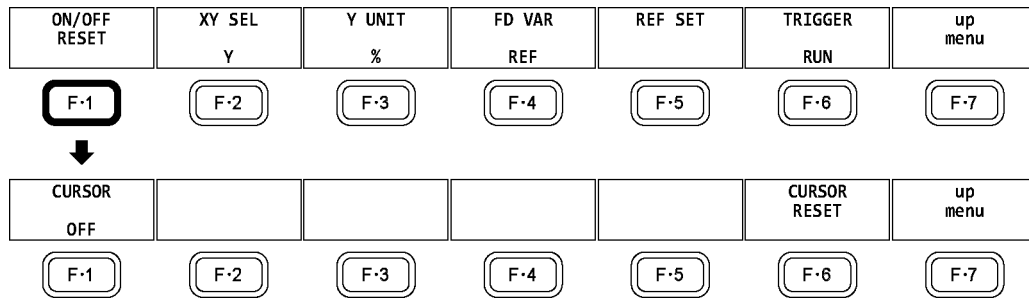 ON/OFF RESET XY SEL Y UNIT FD VAR REF SET TRIGGER up menu
Y % REF RUN
F·1 F·2 F·3 F·4 F·5 F·6 F·7
CURSOR CURSOR RESET up menu
OFF
F·1 F·2 F·3 F·4 F·5 F·6 F·7